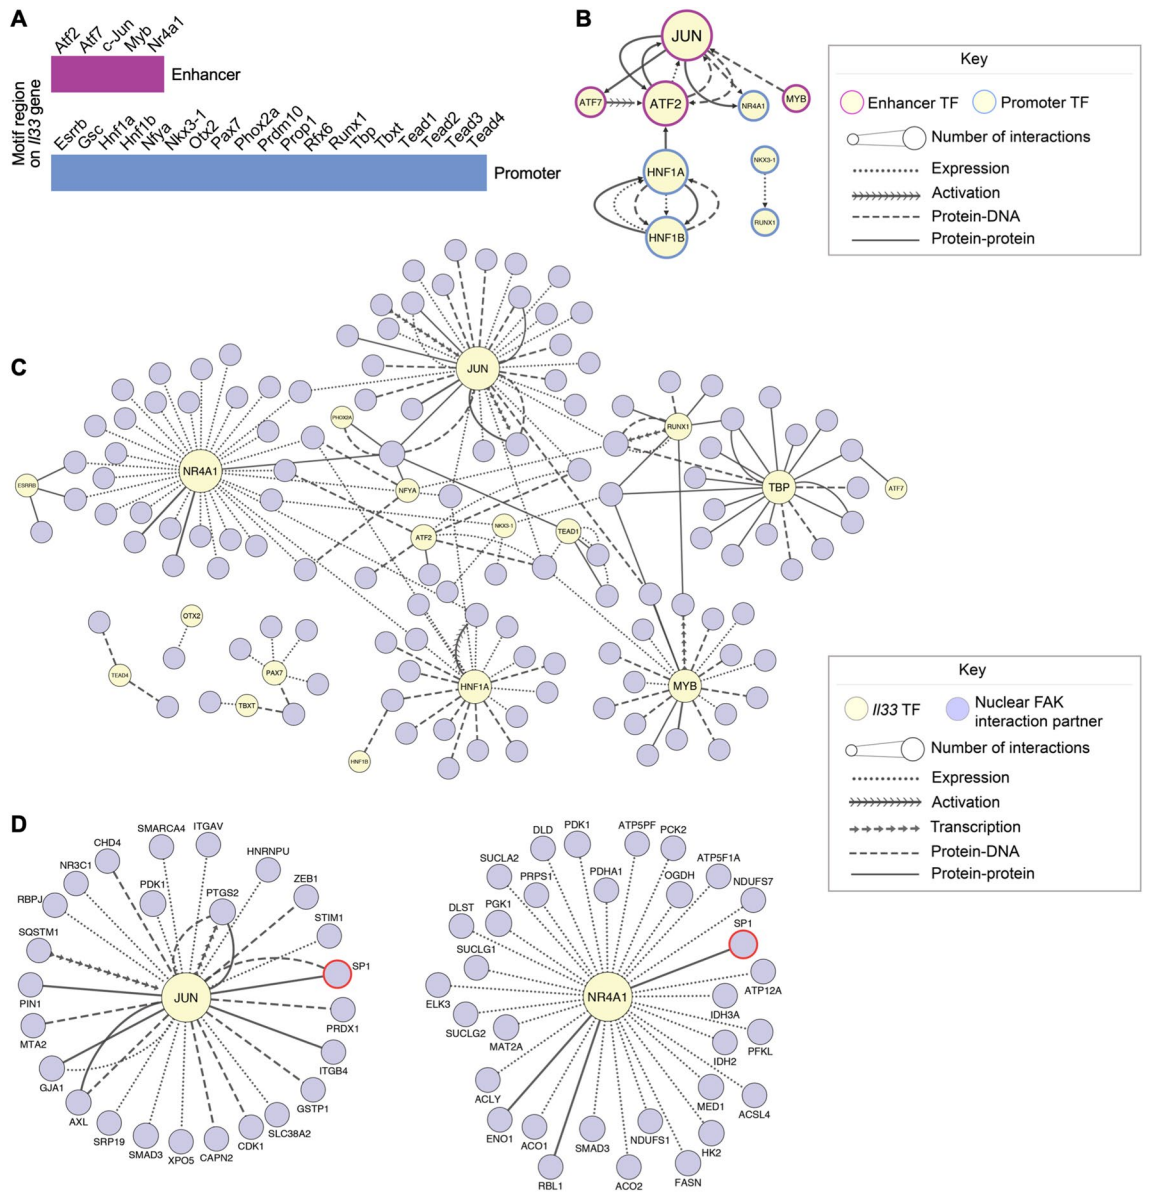 A
Atf2
Atf7
c-Jun
Myb
Nr4a1
Enhancer
Motif region
on Il33 gene
Esrrb
Gsc
Hnf1a
Hnf1b
Nfya
Nkx3-1
Otx2
Pax7
Phox2a
Prdm10
Prop1
Rfx6
Runx1
Tbp
Tbxt
Tead1
Tead2
Tead3
Tead4
Promoter
B
JUN
ATF7
ATF2
NR4A1
MYB
HNF1A
NKX3-1
HNF1B
RUNX1
Key
Enhancer TF
Promoter TF
Number of interactions
Expression
Activation
Protein-DNA
Protein-protein
C
JUN
PHOX2A
RUNX1
NR4A1
ESRRB
NFYA
TBP
ATF7
NKX3-1
ATF2
TEAD1
OTX2
TEAD4
PAX7
TBXT
HNF1A
MYB
HNF1B
Key
Il33 TF
Nuclear FAK
interaction partner
Number of interactions
Expression
Activation
Transcription
Protein-DNA
Protein-protein
D
SMARCA4
ITGAV
CHD4
HNRNPU
NR3C1
PDK1
PTGS2
ZEB1
RBPJ
STIM1
SQSTM1
SP1
PIN1
JUN
PRDX1
MTA2
ITGB4
GJA1
GSTP1
AXL
SLC38A2
SRP19
CDK1
SMAD3
XPO5
CAPN2
DLD
PDK1
ATP5PF
PCK2
SUCLA2
ATP5F1A
PRPS1
PDHA1
OGDH
NDUFS7
DLST
PGK1
SP1
SUCLG1
ATP12A
ELK3
NR4A1
IDH3A
SUCLG2
MAT2A
PFKL
IDH2
ACLY
MED1
ACSL4
ENO1
ACO1
SMAD3
NDUFS1
HK2
RBL1
ACO2
FASN